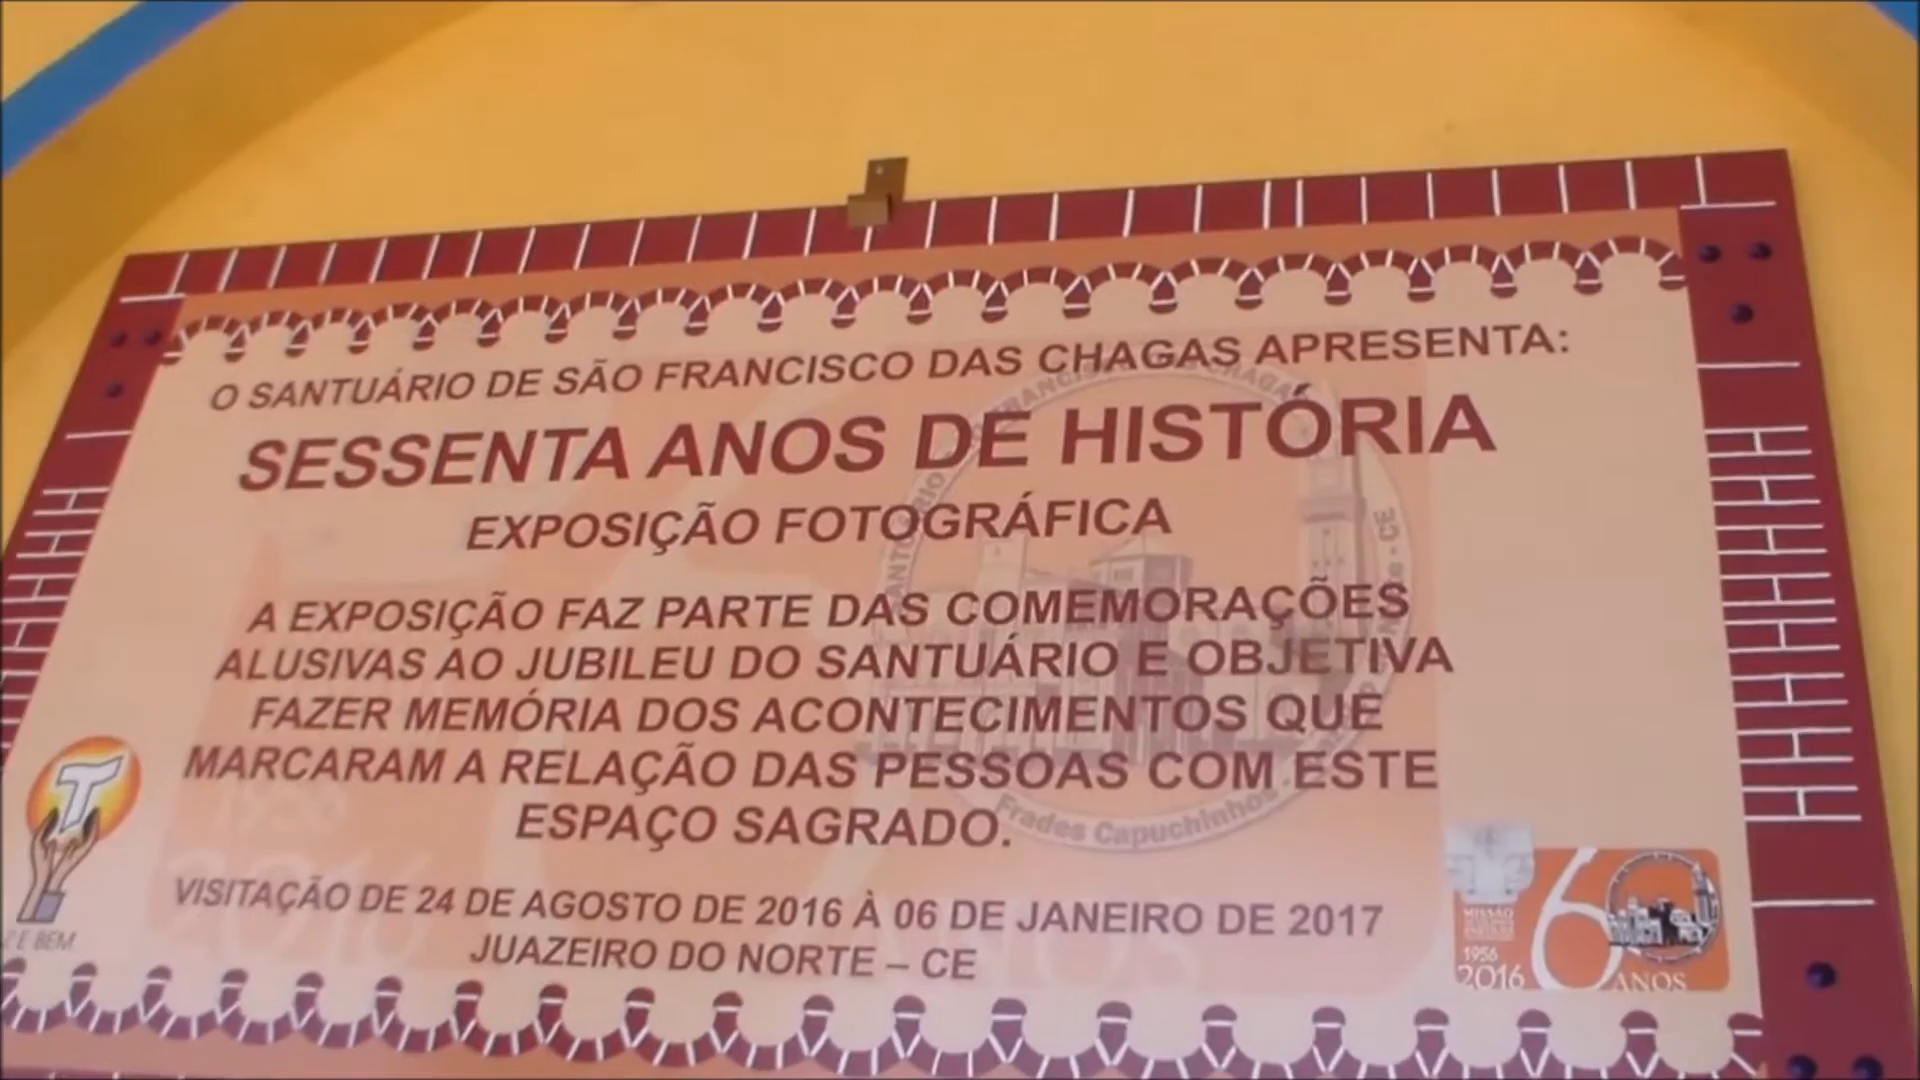 O SANTUÁRIO DE SÃO FRANCISCO DAS CHAGAS APRESENTA:
SESSENTA ANOS DE HISTÓRIA
EXPOSIÇÃO FOTOGRÁFICA
A EXPOSIÇÃO FAZ PARTE DAS COMEMORAÇÕES
ALUSIVAS AO JUBILEU DO SANTUÁRIO E OBJETIVA
FAZER MEMÓRIA DOS ACONTECIMENTOS QUE
MARCARAM A RELAÇÃO DAS PESSOAS COM ESTE
ESPAÇO SAGRADO.
Frades Capuchinhos -
VISITAÇÃO DE 24 DE AGOSTO DE 2016 À 06 DE JANEIRO DE 2017
JUAZEIRO DO NORTE – CE
T
E BEM
MISSÃO
1956
2016
60
ANOS